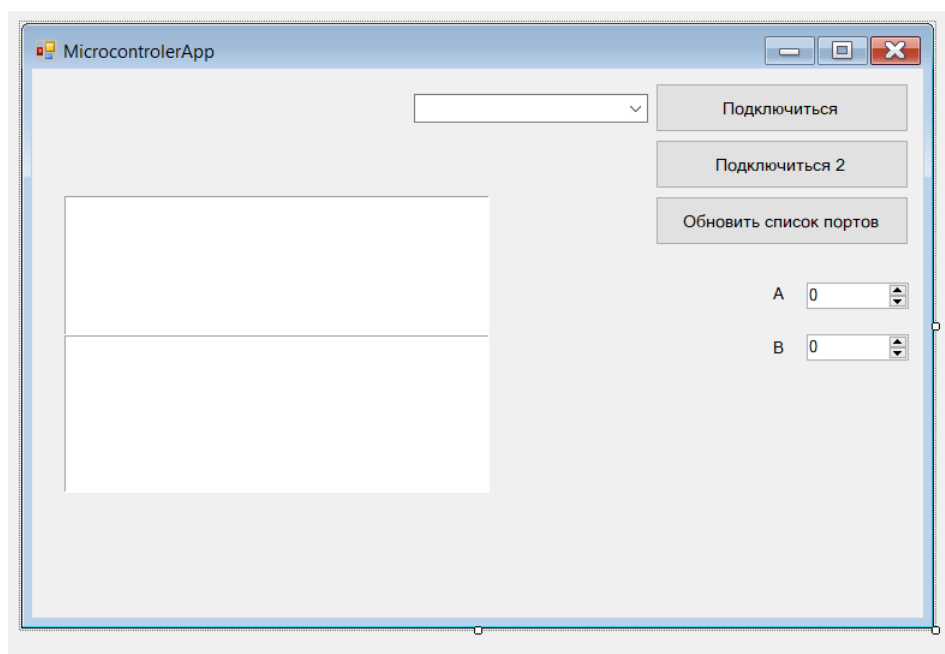 MicrocontrolerApp
Подключиться
Подключиться 2
Обновить список портов
A 0
B 0